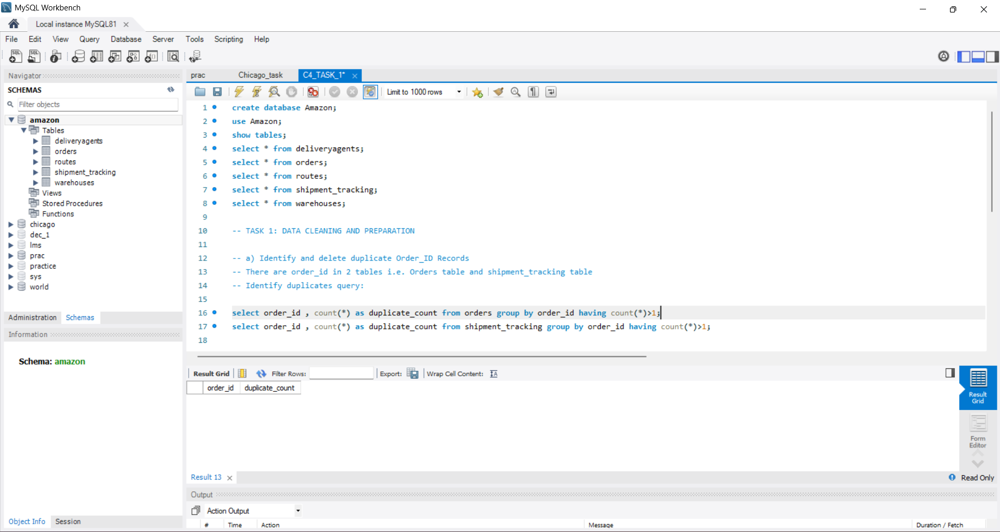 MySQL Workbench
Local instance MySQL81
File Edit View Query Database Server Tools Scripting Help
Navigator
SCHEMAS
Filter objects
amazon
Tables
deliveryagents
orders
routes
shipment_tracking
warehouses
Views
Stored Procedures
Functions
chicago
dec_1
lms
prac
practice
sys
world
Administration Schemas
Information
Schema: amazon
Object Info Session
prac Chicago_task C4_TASK_1*
Limit to 1000 rows
1 create database Amazon;
2 use Amazon;
3 show tables;
4 select * from deliveryagents;
5 select * from orders;
6 select * from routes;
7 select * from shipment_tracking;
8 select * from warehouses;
9
10 -- TASK 1: DATA CLEANING AND PREPARATION
11
12 -- a) Identify and delete duplicate Order_ID Records
13 -- There are order_id in 2 tables i.e. Orders table and shipment_tracking table
14 -- Identify duplicates query:
15
16 select order_id , count(*) as duplicate_count from orders group by order_id having count(*)>1;
17 select order_id , count(*) as duplicate_count from shipment_tracking group by order_id having count(*)>1;
18
Result Grid Filter Rows: Export: Wrap Cell Content:
order_id duplicate_count
Result Grid
Form Editor
Result 13
Read Only
Output
Action Output
# Time Action Message Duration / Fetch